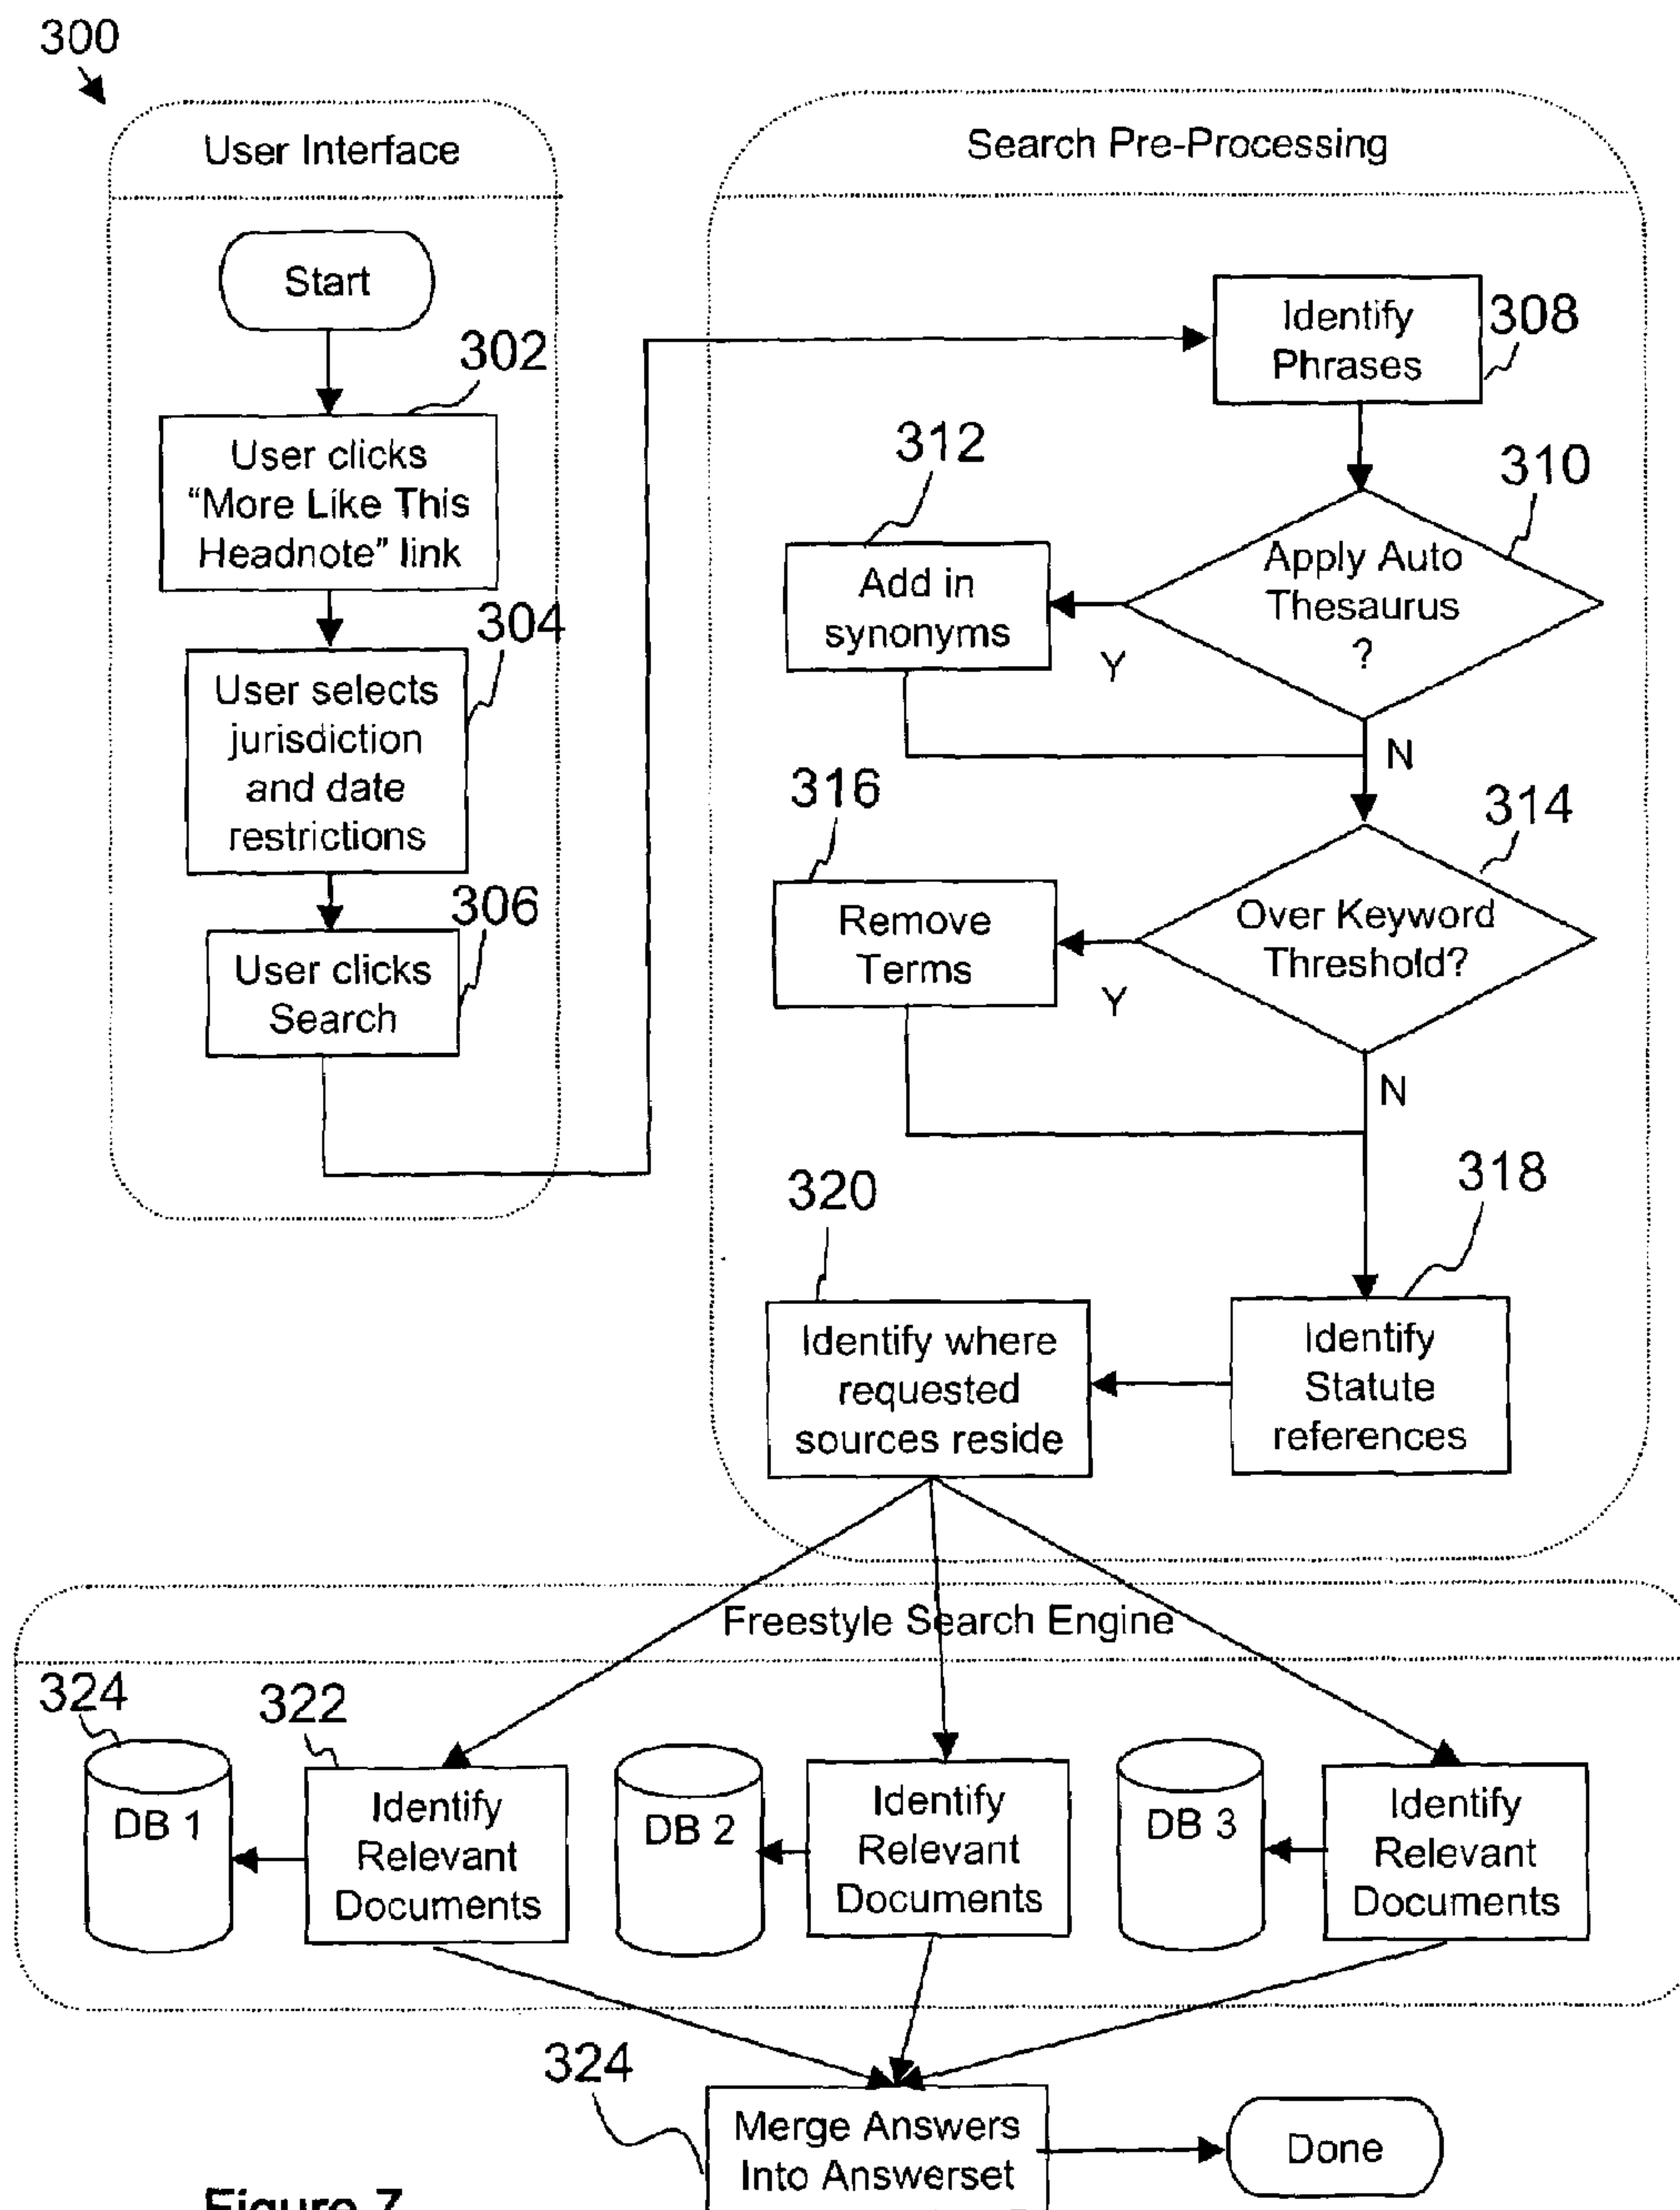 300
User Interface
Start
302
User clicks
“More Like This
Headnote” link
304
User selects
jurisdiction
and date
restrictions
306
User clicks
Search
Search Pre-Processing
Identify
Phrases
308
310
Apply Auto
Thesaurus
?
Y
N
312
Add in
synonyms
314
Over Keyword
Threshold?
Y
N
316
Remove
Terms
318
Identify
Statute
references
320
Identify where
requested
sources reside
Freestyle Search Engine
324
DB 1
322
Identify
Relevant
Documents
DB 2
Identify
Relevant
Documents
DB 3
Identify
Relevant
Documents
324
Merge Answers
Into Answerset
Done
Figure 7